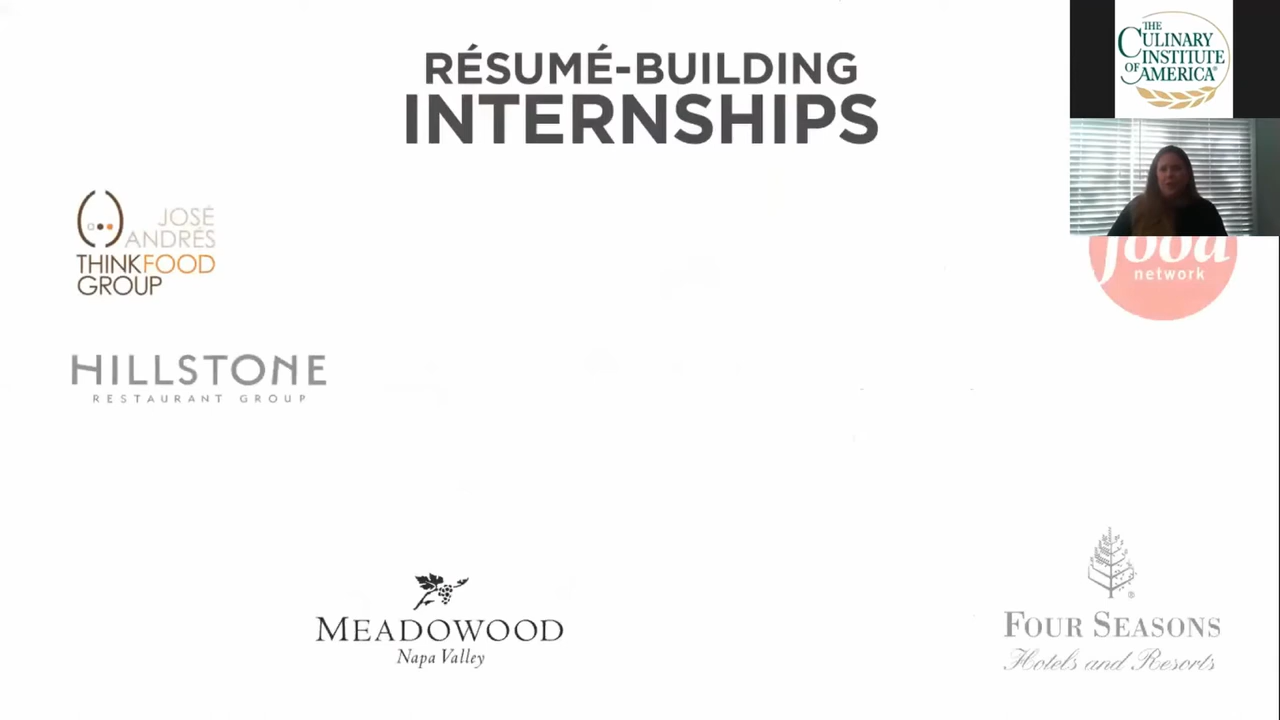 RÉSUMÉ-BUILDING
INTERNSHIPS
THE
CULINARY
INSTITUTE
OF AMERICA®
JOSÉ
ANDRÉS
THINKFOOD
GROUP
food
network
HILLSTONE
RESTAURANT GROUP
MEADOWOOD
Napa Valley
®
FOUR SEASONS
Hotels and Resorts